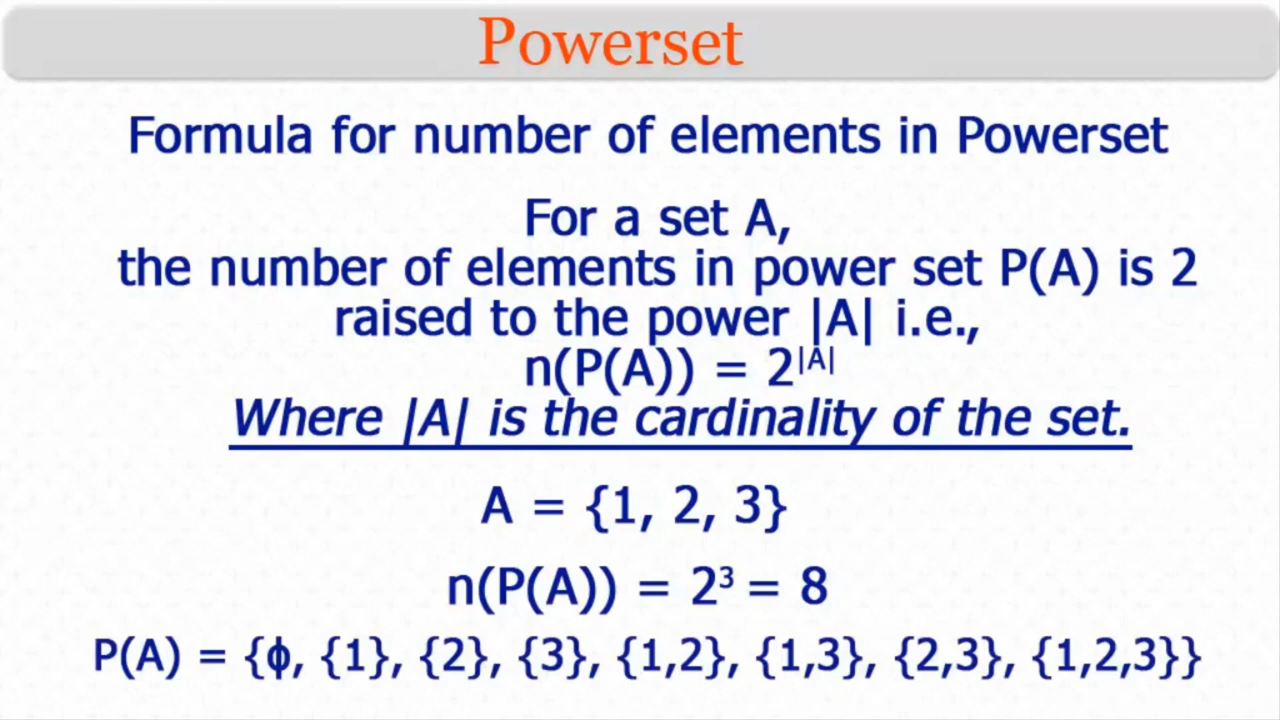 Powerset
Formula for number of elements in Powerset
For a set A,
the number of elements in power set P(A) is 2
raised to the power |A| i.e.,
n(P(A)) = 2^|A|
Where |A| is the cardinality of the set.
A = {1, 2, 3}
n(P(A)) = 2³ = 8
P(A) = {ϕ, {1}, {2}, {3}, {1,2}, {1,3}, {2,3}, {1,2,3}}